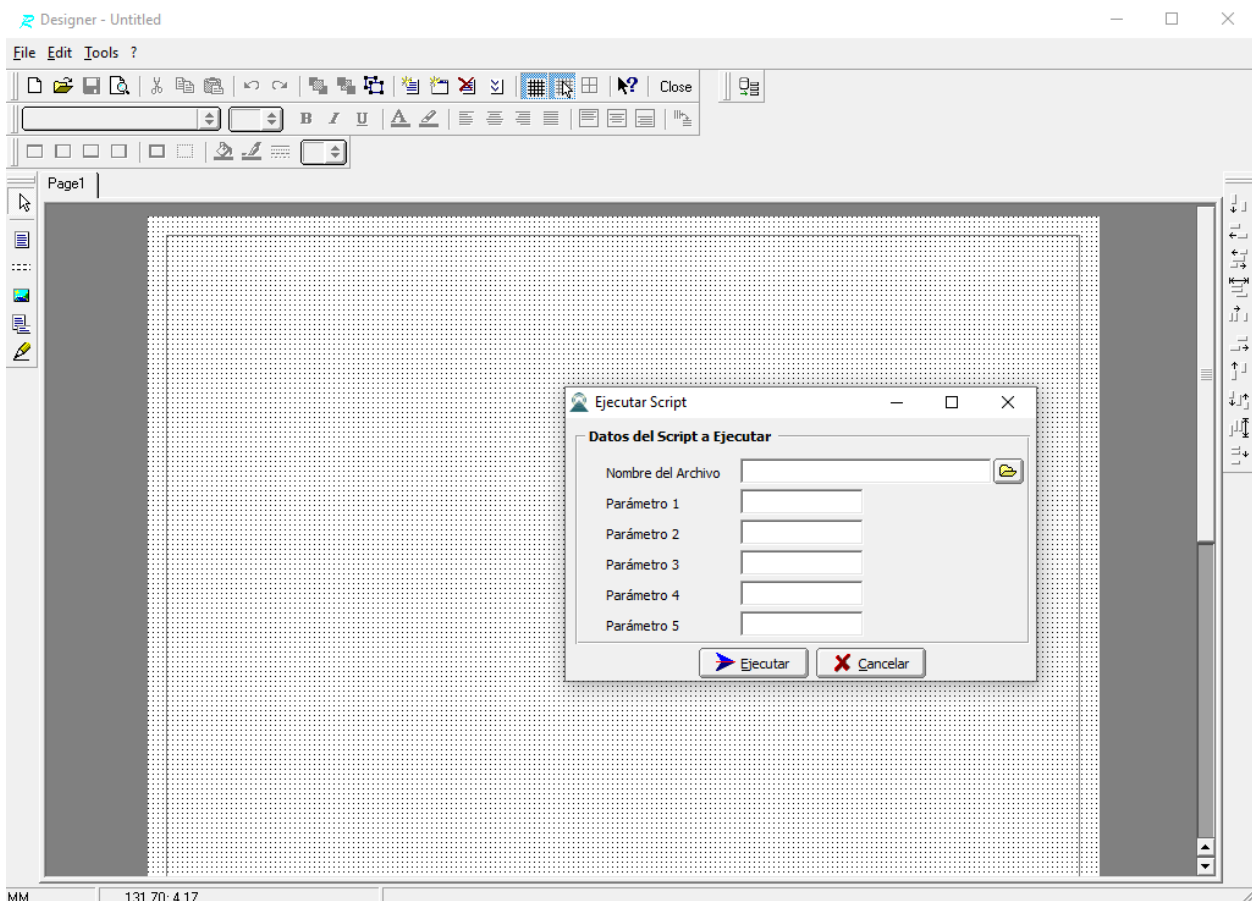 Designer - Untitled
File Edit Tools ?
Close
B I U A
Page1
Ejecutar Script
Datos del Script a Ejecutar
Nombre del Archivo
Parámetro 1
Parámetro 2
Parámetro 3
Parámetro 4
Parámetro 5
Ejecutar Cancelar
MM 131,70: 4,17